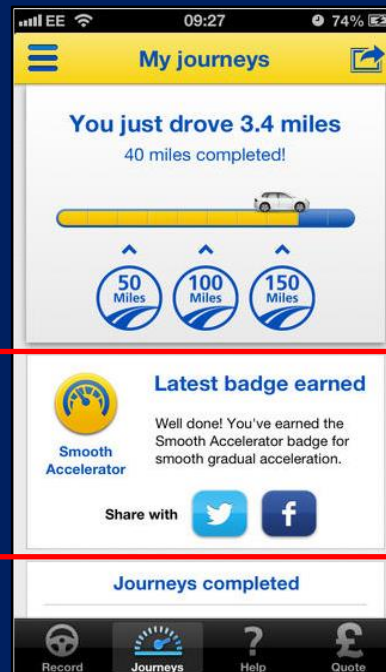 EE 09:27 74%
My journeys
You just drove 3.4 miles
40 miles completed!
50 100 150
Miles Miles Miles
Latest badge earned
Well done! You've earned the
Smooth Accelerator badge for
smooth gradual acceleration.
Smooth
Accelerator
Share with
Journeys completed
Record Journeys Help Quote